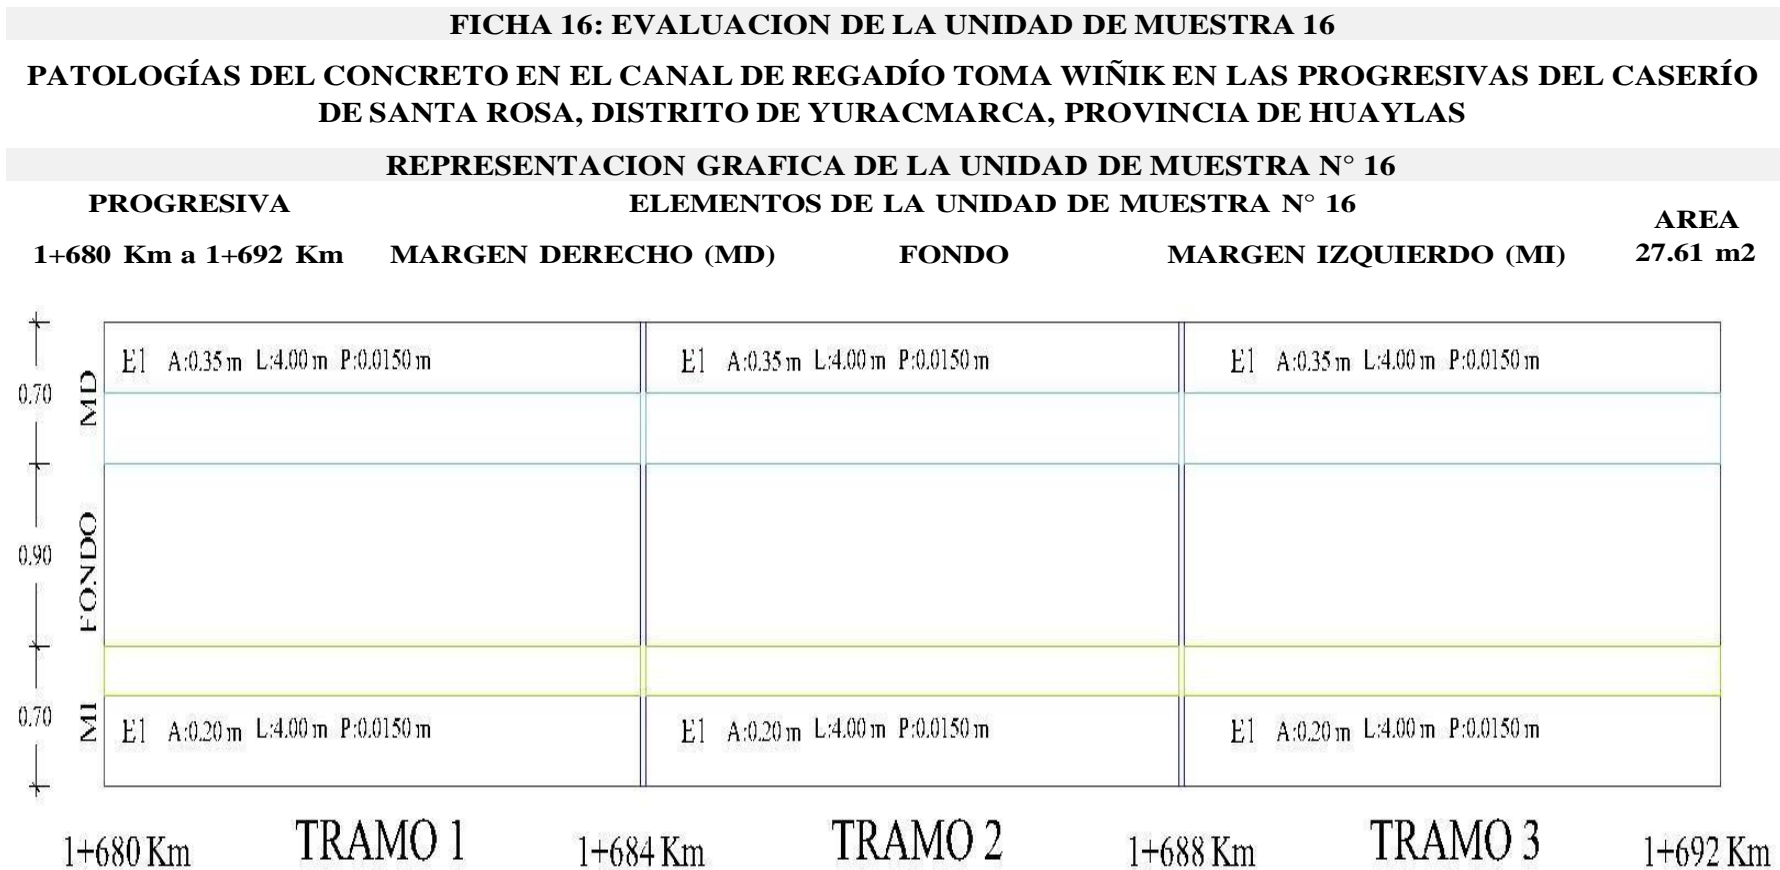 FICHA 16: EVALUACION DE LA UNIDAD DE MUESTRA 16
PATOLOGÍAS DEL CONCRETO EN EL CANAL DE REGADÍO TOMA WIÑIK EN LAS PROGRESIVAS DEL CASERÍO
DE SANTA ROSA, DISTRITO DE YURACMARCA, PROVINCIA DE HUAYLAS
REPRESENTACION GRAFICA DE LA UNIDAD DE MUESTRA N° 16
PROGRESIVA
ELEMENTOS DE LA UNIDAD DE MUESTRA N° 16
AREA
1+680 Km a 1+692 Km
MARGEN DERECHO (MD)
FONDO
MARGEN IZQUIERDO (MI)
27.61 m2
0.70
MD
E1 A:0.35 m L:4.00 m P:0.0150 m
E1 A:0.35 m L:4.00 m P:0.0150 m
E1 A:0.35 m L:4.00 m P:0.0150 m
0.90
FONDO
0.70
MI
E1 A:0.20 m L:4.00 m P:0.0150 m
E1 A:0.20 m L:4.00 m P:0.0150 m
E1 A:0.20 m L:4.00 m P:0.0150 m
1+680 Km
TRAMO 1
1+684 Km
TRAMO 2
1+688 Km
TRAMO 3
1+692 Km